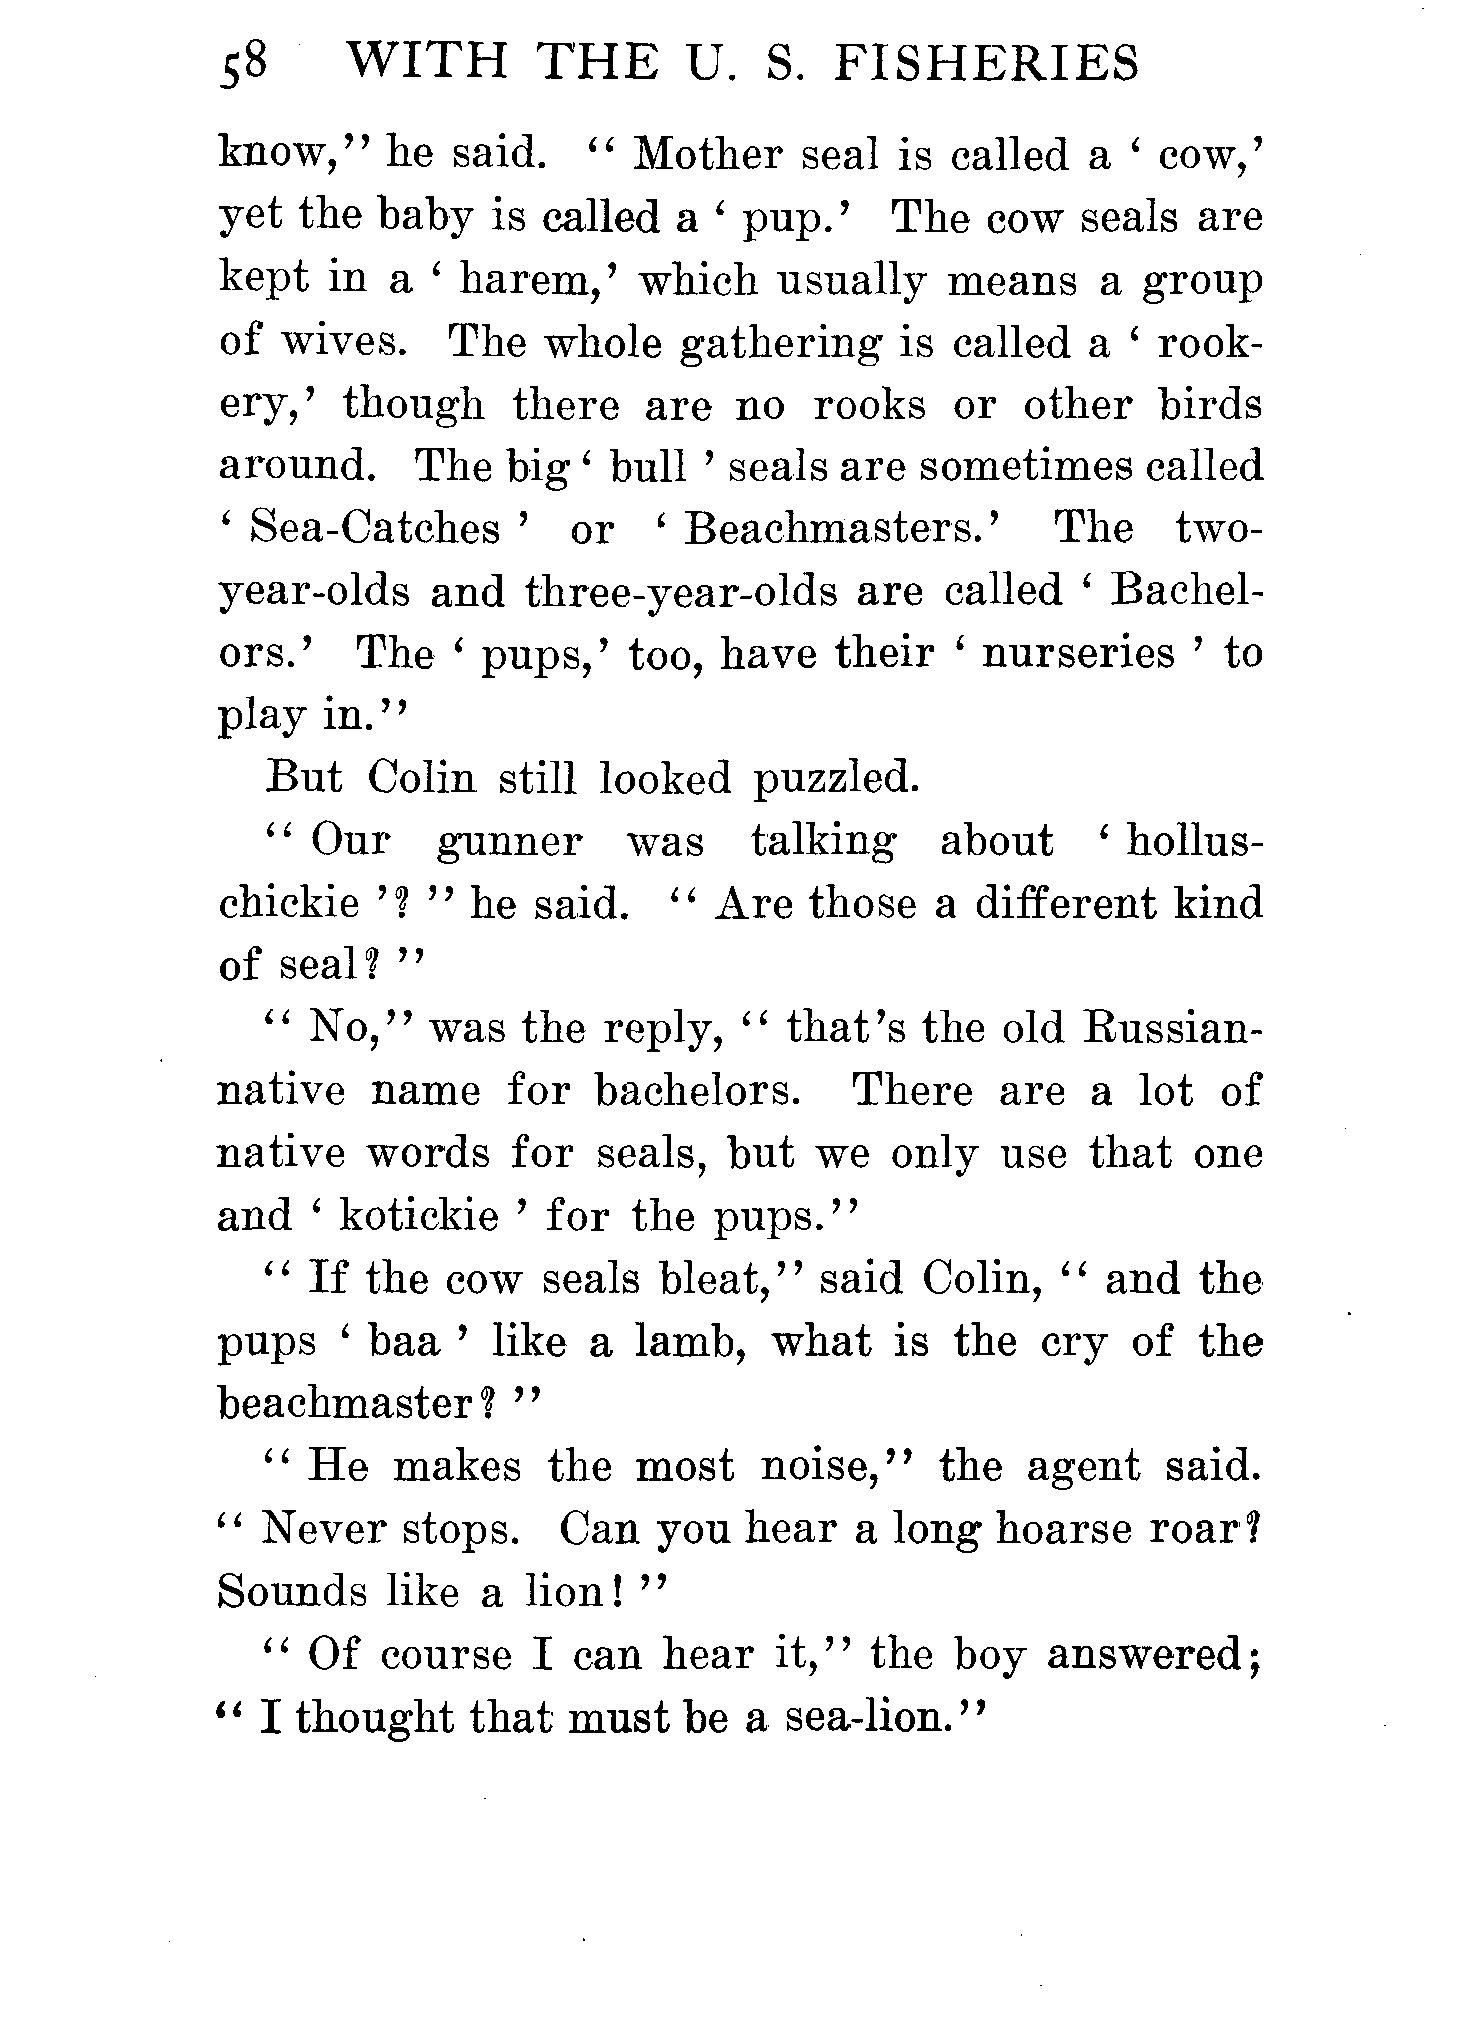 58 WITH THE U. S. FISHERIES
know,'' he said. '' Mother seal is called a ' cow,'
yet the baby is called a ' pup.' The cow seals are
kept in a ' harem,' which usually means a group
of wives. The whole gathering is called a ' rook-
ery,' though there are no rooks or other birds
around. The big ' bull ' seals are sometimes called
' Sea-Catches ' or ' Beachmasters.' The two-
year-olds and three-year-olds are called ' Bachel-
ors.' The ' pups,' too, have their ' nurseries ' to
play in.''
But Colin still looked puzzled.
'' Our gunner was talking about ' hollus-
chickie '? '' he said. '' Are those a different kind
of seal? ''
'' No,'' was the reply, '' that's the old Russian-
native name for bachelors. There are a lot of
native words for seals, but we only use that one
and ' kotickie ' for the pups.''
'' If the cow seals bleat,'' said Colin, '' and the
pups ' baa ' like a lamb, what is the cry of the
beachmaster? ''
'' He makes the most noise,'' the agent said.
'' Never stops. Can you hear a long hoarse roar?
Sounds like a lion! ''
'' Of course I can hear it,'' the boy answered;
'' I thought that must be a sea-lion.''